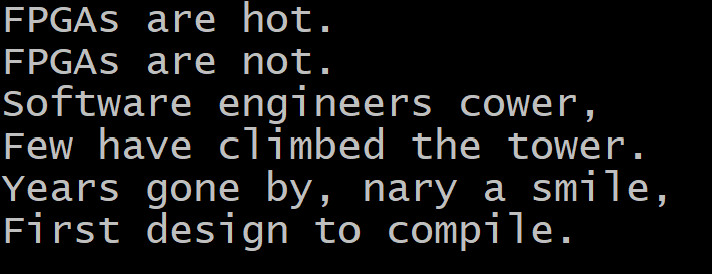 FPGAs are hot.
FPGAs are not.
Software engineers cower,
Few have climbed the tower.
Years gone by, nary a smile,
First design to compile.